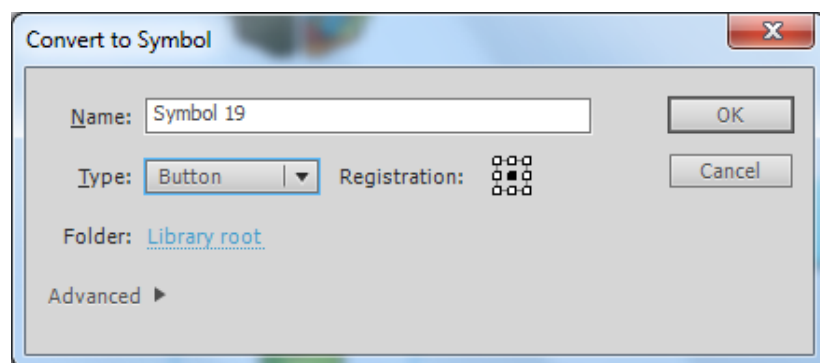 Convert to Symbol
Name: Symbol 19 OK
Type: Button Registration: Cancel
Folder: Library root
Advanced